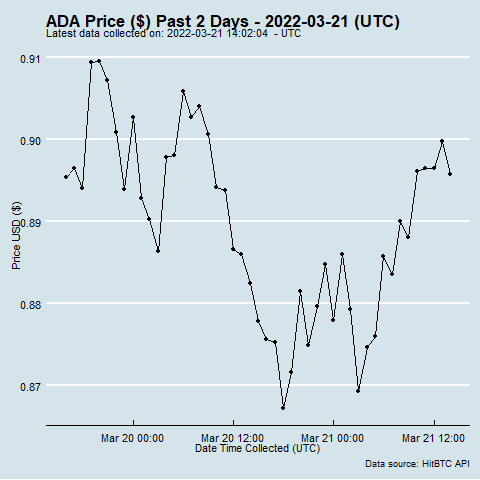 ADA Price ($) Past 2 Days - 2022-03-21 (UTC)
Latest data collected on: 2022-03-21 14:02:04  - UTC
0.91
0.90
0.89
0.88
0.87
Price USD ($)
Mar 20 00:00
Mar 20 12:00
Mar 21 00:00
Mar 21 12:00
Date Time Collected (UTC)
Data source: HitBTC API